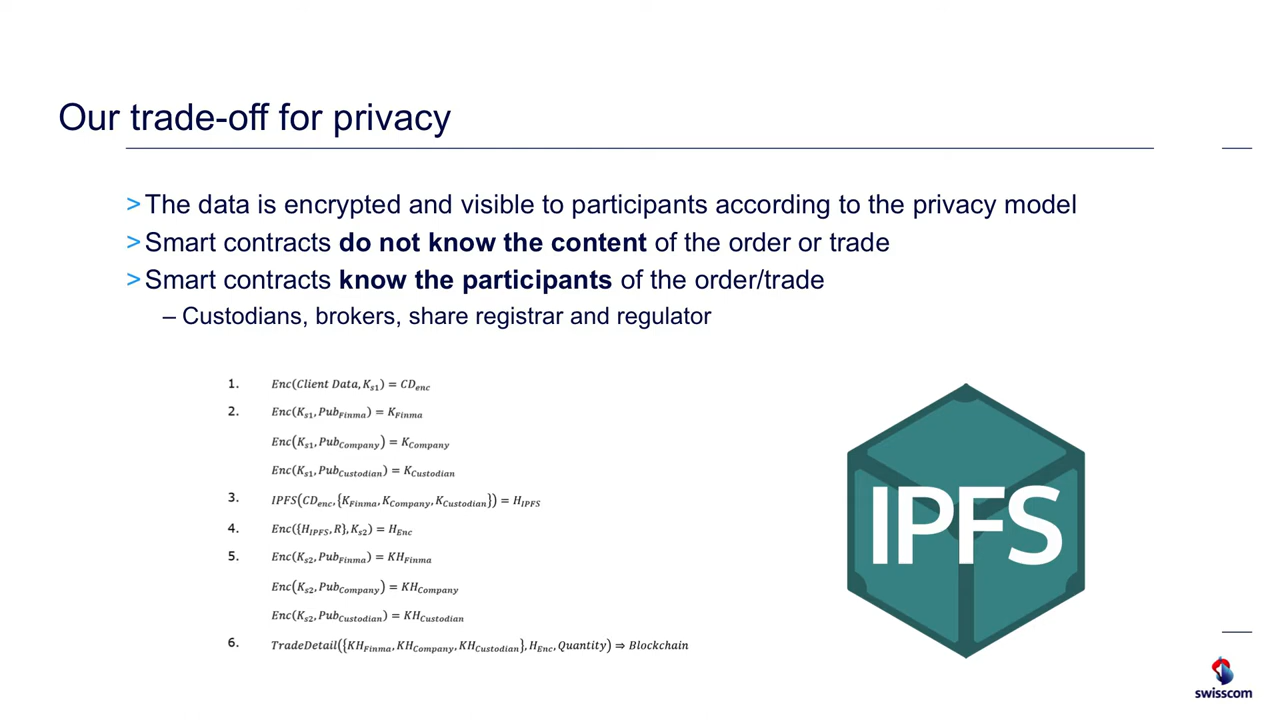 Our trade-off for privacy
> The data is encrypted and visible to participants according to the privacy model
> Smart contracts do not know the content of the order or trade
> Smart contracts know the participants of the order/trade
– Custodians, brokers, share registrar and regulator
1. Enc(Client Data, K_s1) = CD_enc
2. Enc(K_s1, Pub_Finma) = K_Finma
Enc(K_s1, Pub_Company) = K_Company
Enc(K_s1, Pub_Custodian) = K_Custodian
3. IPFS(CD_enc, {K_Finma, K_Company, K_Custodian}) = H_IPFS
4. Enc({H_IPFS, R}, K_s2) = H_Enc
5. Enc(K_s2, Pub_Finma) = KH_Finma
Enc(K_s2, Pub_Company) = KH_Company
Enc(K_s2, Pub_Custodian) = KH_Custodian
6. TradeDetail({KH_Finma, KH_Company, KH_Custodian}, H_Enc, Quantity) ⇒ Blockchain
IPFS
swisscom